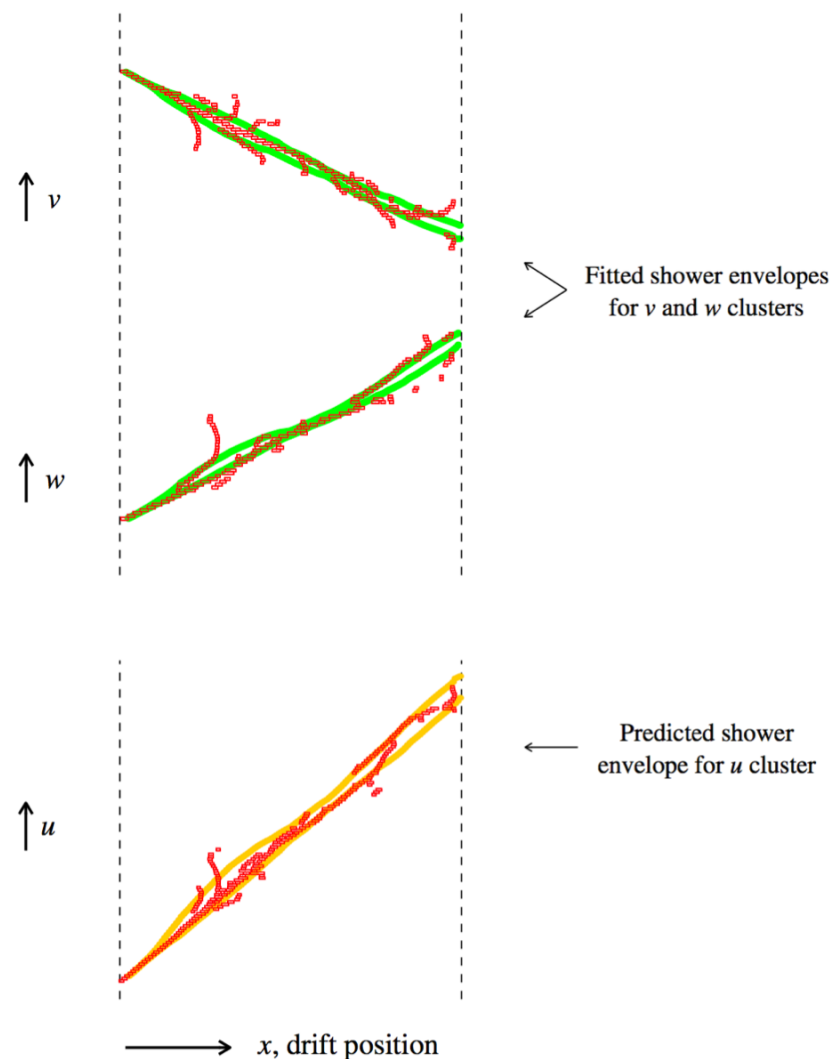 v
Fitted shower envelopes
for v and w clusters
w
Predicted shower
envelope for u cluster
u
x, drift position